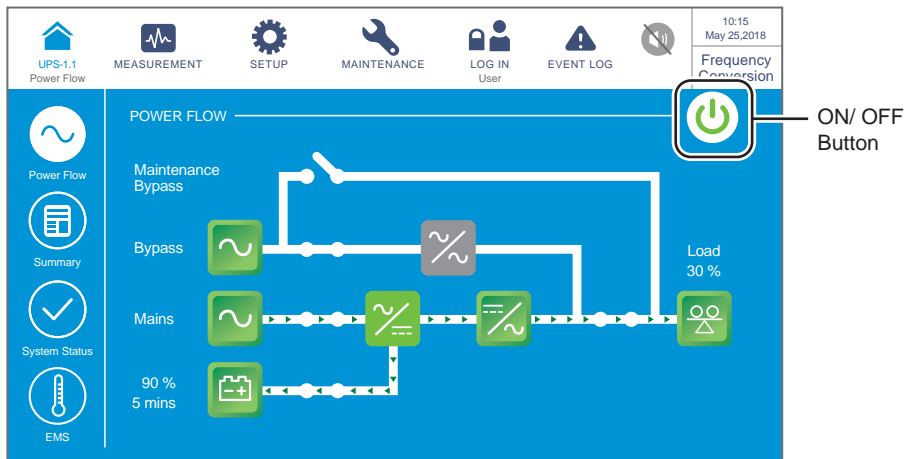 UPS-1.1
Power Flow
MEASUREMENT
SETUP
MAINTENANCE
LOG IN
User
EVENT LOG
10:15
May 25,2018
Frequency
Conversion
ON/ OFF
Button
POWER FLOW
Power Flow
Summary
System Status
EMS
Maintenance
Bypass
Bypass
Mains
90 %
5 mins
Load
30 %